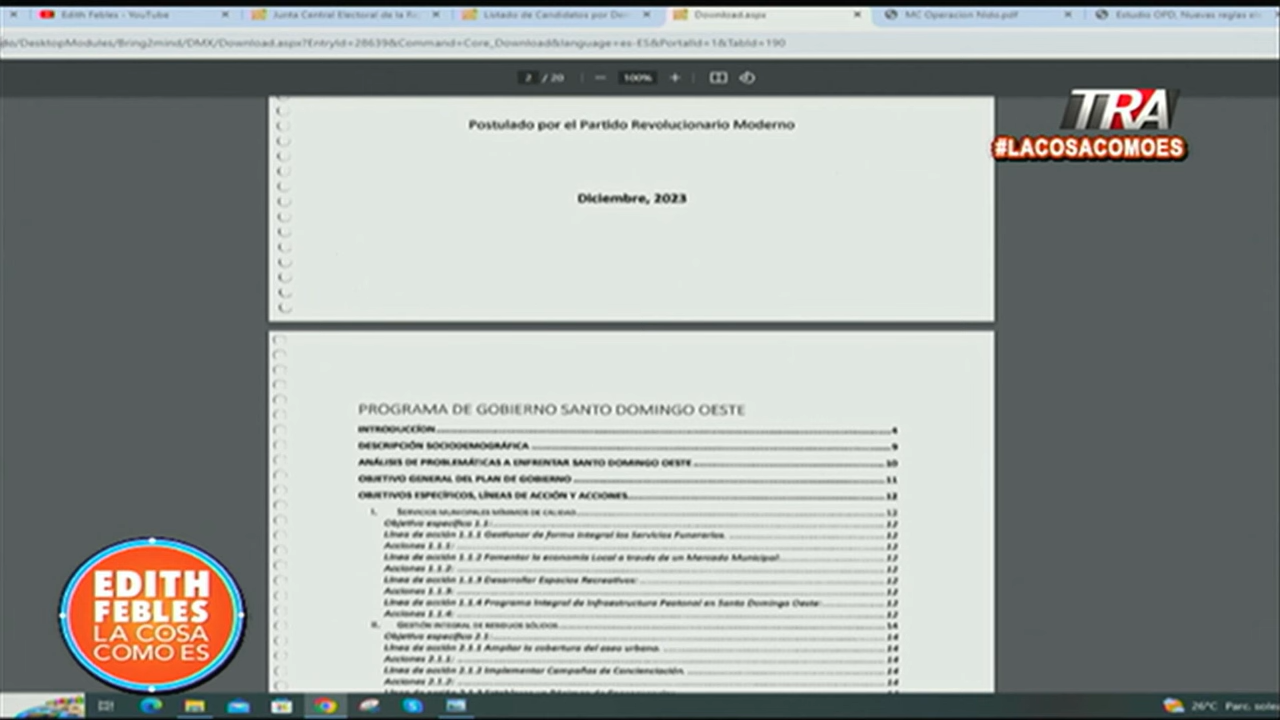 Edith Febles - YouTube
Junta Central Electoral de la Re
Listado de Candidatos por De
Download.aspx
MC Operacion Nido.pdf
Estudio OPD, Nuevas reglas el
do/DesktopModules/Bring2mind/DMX/Download.aspx?EntryId=28639&Command=Core_Download&language=es-ES&PortalId=1&TabId=190
2 / 20 — 100% +
TRA
#LACOSACOMOES
Postulado por el Partido Revolucionario Moderno
Diciembre, 2023
PROGRAMA DE GOBIERNO SANTO DOMINGO OESTE
INTRODUCCÍON 4
DESCRIPCIÓN SOCIODEMOGRÁFICA 9
ANÁLISIS DE PROBLEMÁTICAS A ENFRENTAR SANTO DOMINGO OESTE 10
OBJETIVO GENERAL DEL PLAN DE GOBIERNO 11
OBJETIVOS ESPECÍFICOS, LÍNEAS DE ACCIÓN Y ACCIONES 12
I. SERVICIOS MUNICIPALES MÍNIMOS DE CALIDAD 12
Objetivo específico 1.1: 12
Línea de acción 1.1.1 Gestionar de forma integral los Servicios Funerarios. 12
Acciones 1.1.1: 12
Línea de acción 1.1.2 Fomentar la economía Local a través de un Mercado Municipal 12
Acciones 1.1.2: 12
Línea de acción 1.1.3 Desarrollar Espacios Recreativos: 12
Acciones 1.1.3: 12
Línea de acción 1.1.4 Programa Integral de Infraestructura Peatonal en Santo Domingo Oeste: 12
Acciones 1.1.4: 12
II. GESTIÓN INTEGRAL DE RESIDUOS SÓLIDOS 14
Objetivo específico 2.1: 14
Línea de acción 2.1.1 Ampliar la cobertura del aseo urbano. 14
Acciones 2.1.1: 14
Línea de acción 2.1.2 Implementar Campañas de Concienciación. 14
Acciones 2.1.2: 14
EDITH
FEBLES
LA COSA
COMO ES
26°C Parc. sole